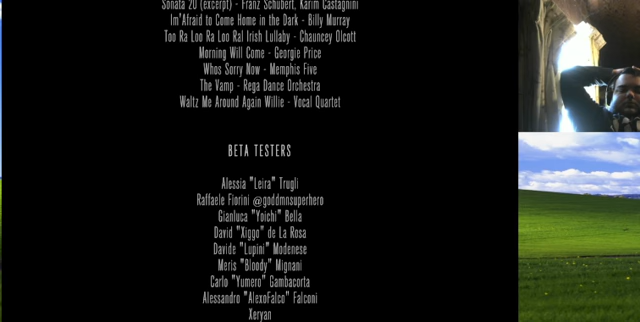 Sonata 20 (excerpt) - Franz Schubert, Karim Castagnini
Im'Afraid to Come Home in the Dark - Billy Murray
Too Ra Loo Ra Loo Ral Irish Lullaby - Chauncey Olcott
Morning Will Come - Georgie Price
Whos Sorry Now - Memphis Five
The Vamp - Rega Dance Orchestra
Waltz Me Around Again Willie - Vocal Quartet
BETA TESTERS
Alessia "Leira" Trugli
Raffaele Fiorini @goddmnsuperhero
Gianluca "Yoichi" Bella
David "Xiggo" de La Rosa
Davide "Lupini" Modenese
Meris "Bloody" Mignani
Carlo "Yumero" Gambacorta
Alessandro "AlexoFalco" Falconi
Xeryan